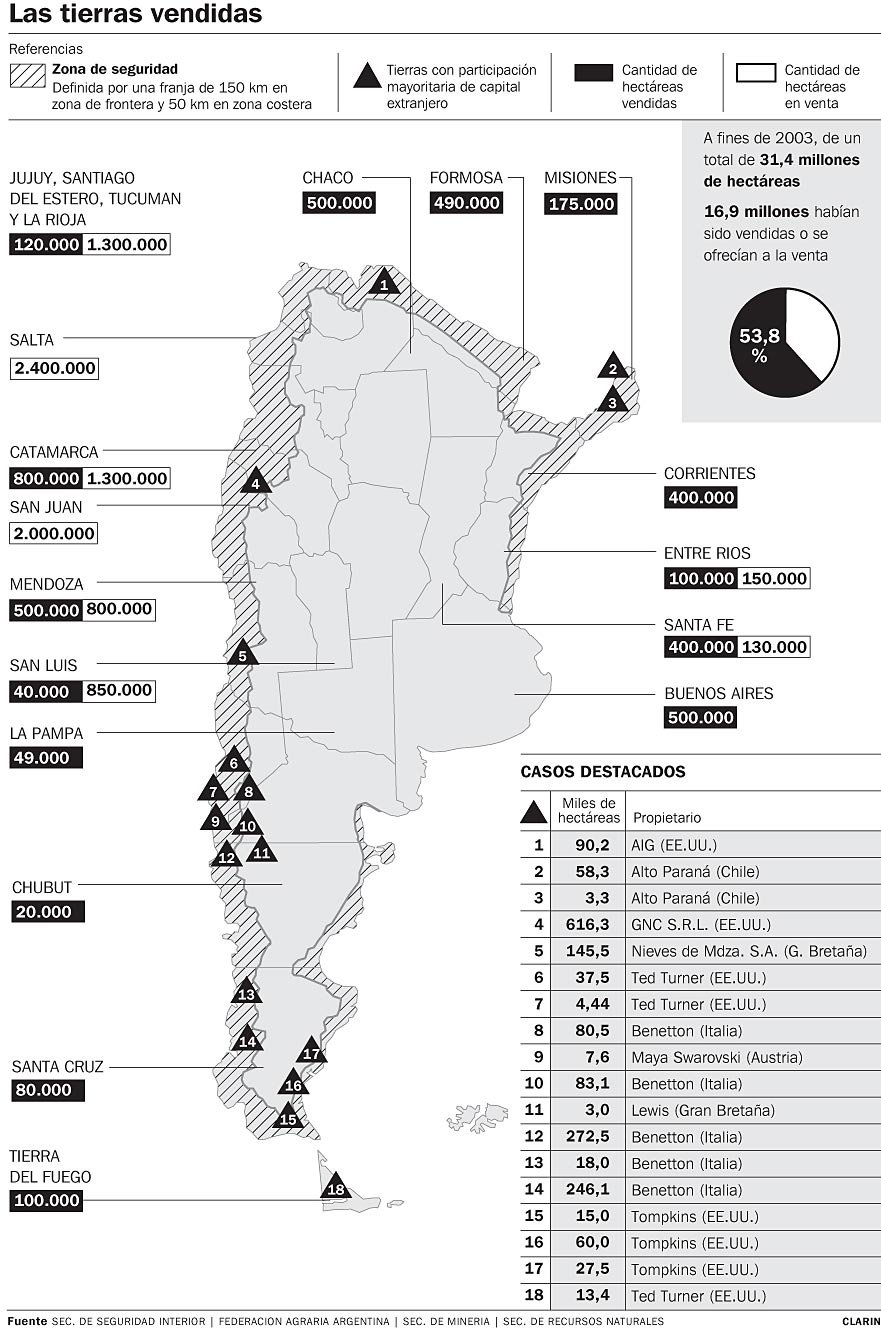 Las tierras vendidas
Referencias
Zona de seguridad
Definida por una franja de 150 km en
zona de frontera y 50 km en zona costera
Tierras con participación
mayoritaria de capital
extranjero
Cantidad de
hectáreas
vendidas
Cantidad de
hectáreas
en venta
A fines de 2003, de un
total de 31,4 millones
de hectáreas
16,9 millones habían
sido vendidas o se
ofrecían a la venta
53,8
%
JUJUY, SANTIAGO
DEL ESTERO, TUCUMAN
Y LA RIOJA
120.000 1.300.000
CHACO
500.000
FORMOSA
490.000
MISIONES
175.000
SALTA
2.400.000
CATAMARCA
800.000 1.300.000
SAN JUAN
2.000.000
MENDOZA
500.000 800.000
SAN LUIS
40.000 850.000
LA PAMPA
49.000
CHUBUT
20.000
SANTA CRUZ
80.000
TIERRA
DEL FUEGO
100.000
CORRIENTES
400.000
ENTRE RIOS
100.000 150.000
SANTA FE
400.000 130.000
BUENOS AIRES
500.000
1
2
3
4
5
6
7
8
9
10
11
12
13
14
17
16
15
18
CASOS DESTACADOS
Miles de
hectáreas
Propietario
1 90,2 AIG (EE.UU.)
2 58,3 Alto Paraná (Chile)
3 3,3 Alto Paraná (Chile)
4 616,3 GNC S.R.L. (EE.UU.)
5 145,5 Nieves de Mdza. S.A. (G. Bretaña)
6 37,5 Ted Turner (EE.UU.)
7 4,44 Ted Turner (EE.UU.)
8 80,5 Benetton (Italia)
9 7,6 Maya Swarovski (Austria)
10 83,1 Benetton (Italia)
11 3,0 Lewis (Gran Bretaña)
12 272,5 Benetton (Italia)
13 18,0 Benetton (Italia)
14 246,1 Benetton (Italia)
15 15,0 Tompkins (EE.UU.)
16 60,0 Tompkins (EE.UU.)
17 27,5 Tompkins (EE.UU.)
18 13,4 Ted Turner (EE.UU.)
Fuente SEC. DE SEGURIDAD INTERIOR | FEDERACION AGRARIA ARGENTINA | SEC. DE MINERIA | SEC. DE RECURSOS NATURALES
CLARIN